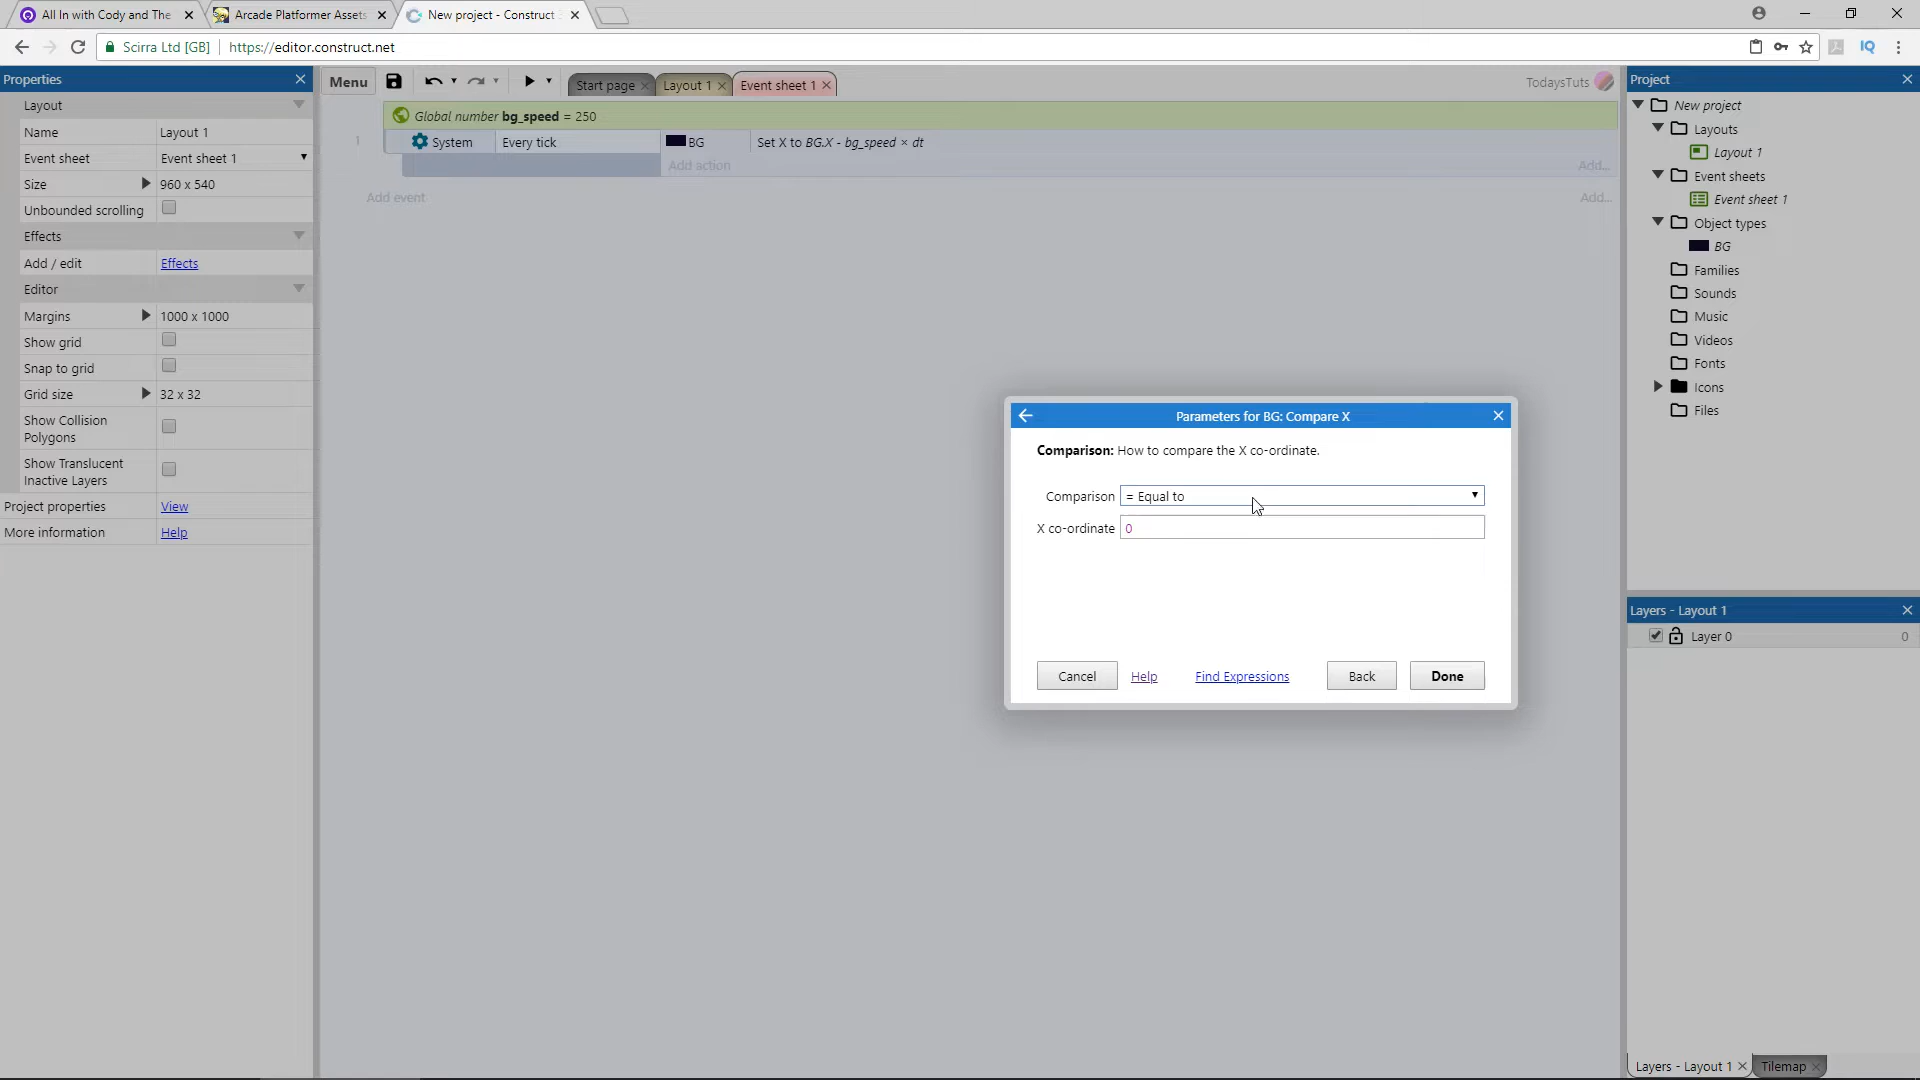 All In with Cody and The
Arcade Platformer Assets
New project - Construct
Scirra Ltd [GB]
https://editor.construct.net
IQ
Properties
Layout
Name
Layout 1
Event sheet
Event sheet 1
Size
960 x 540
Unbounded scrolling
Effects
Add / edit
Effects
Editor
Margins
1000 x 1000
Show grid
Snap to grid
Grid size
32 x 32
Show Collision
Polygons
Show Translucent
Inactive Layers
Project properties
View
More information
Help
Menu
Start page
Layout 1
Event sheet 1
TodaysTuts
Global number bg_speed = 250
1
System
Every tick
BG
Set X to BG.X - bg_speed × dt
Add action
Add...
Add event
Add...
Parameters for BG: Compare X
Comparison: How to compare the X co-ordinate.
Comparison
= Equal to
X co-ordinate
0
Cancel
Help
Find Expressions
Back
Done
Project
New project
Layouts
Layout 1
Event sheets
Event sheet 1
Object types
BG
Families
Sounds
Music
Videos
Fonts
Icons
Files
Layers - Layout 1
Layer 0
0
Layers - Layout 1
Tilemap